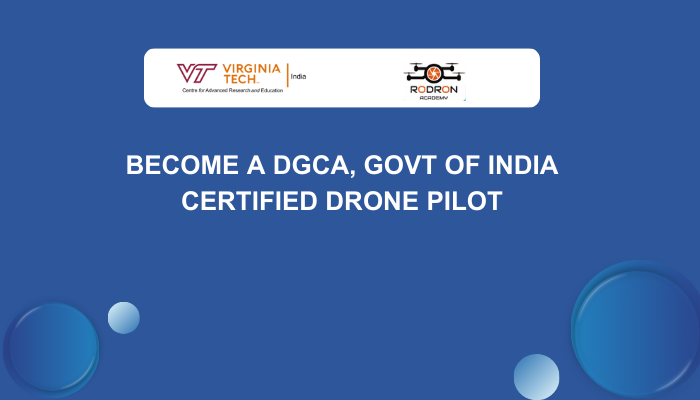 VT VIRGINIA TECH. India
Centre for Advanced Research and Education
RODRON
ACADEMY
BECOME A DGCA, GOVT OF INDIA
CERTIFIED DRONE PILOT